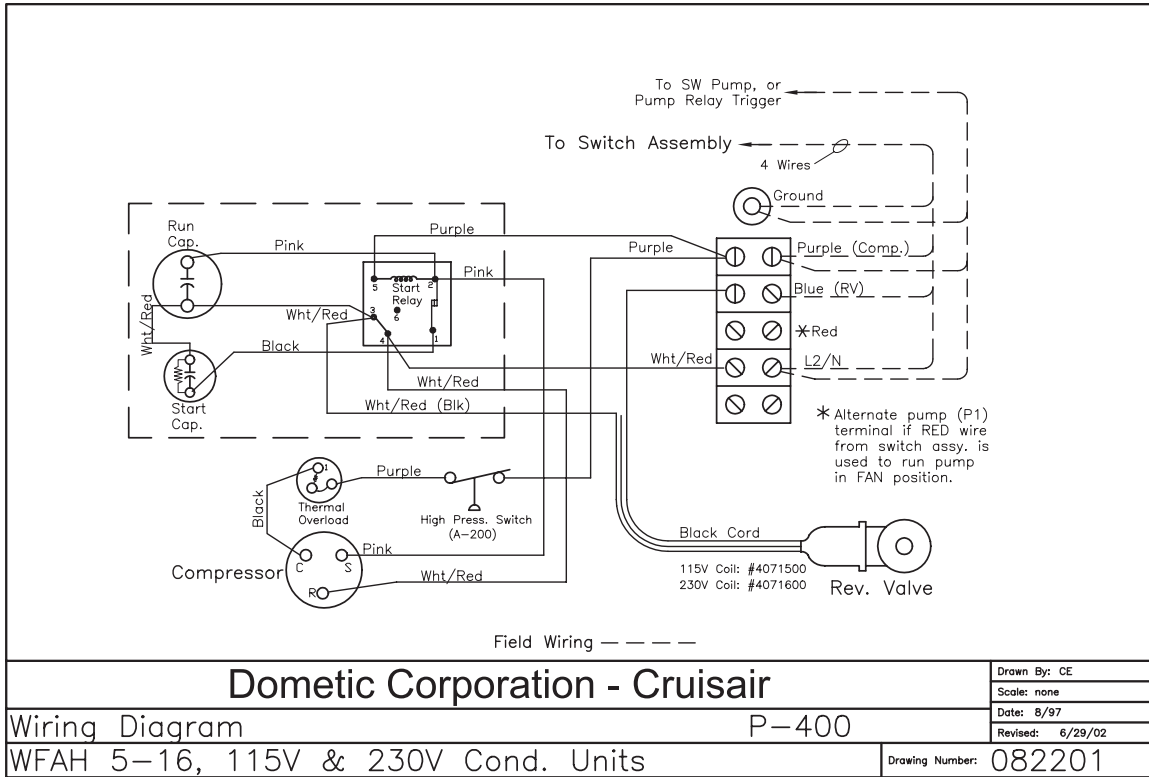 To SW Pump, or
Pump Relay Trigger
To Switch Assembly
4 Wires
Ground
Run
Cap.
Pink
Purple
Purple
Purple (Comp.)
Pink
5
2
Start
Relay
6
3
4
1
Blue (RV)
Wht/Red
Wht/Red
*Red
Black
Wht/Red
L2/N
Wht/Red
Start
Cap.
Wht/Red (Blk)
* Alternate pump (P1)
terminal if RED wire
from switch assy. is
used to run pump
in FAN position.
1
#
Purple
Thermal
Overload
High Press. Switch
(A-200)
Black
Black Cord
Pink
C
S
Compressor
R
Wht/Red
115V Coil: #4071500
230V Coil: #4071600
Rev. Valve
Field Wiring — — — —
Dometic Corporation - Cruisair
Drawn By: CE
Scale: none
Wiring Diagram
P-400
Date: 8/97
Revised: 6/29/02
WFAH 5-16, 115V & 230V Cond. Units
Drawing Number: 082201